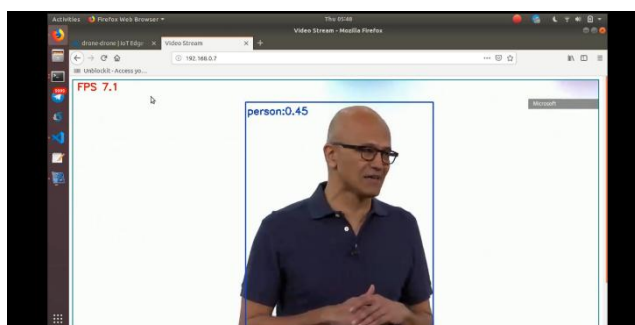 Activities
Firefox Web Browser
Thu 05:48
Video Stream - Mozilla Firefox
drone-drone | IoT Edge
Video Stream
192.168.0.7
Unblockit - Access yo...
FPS 7.1
Microsoft
person:0.45